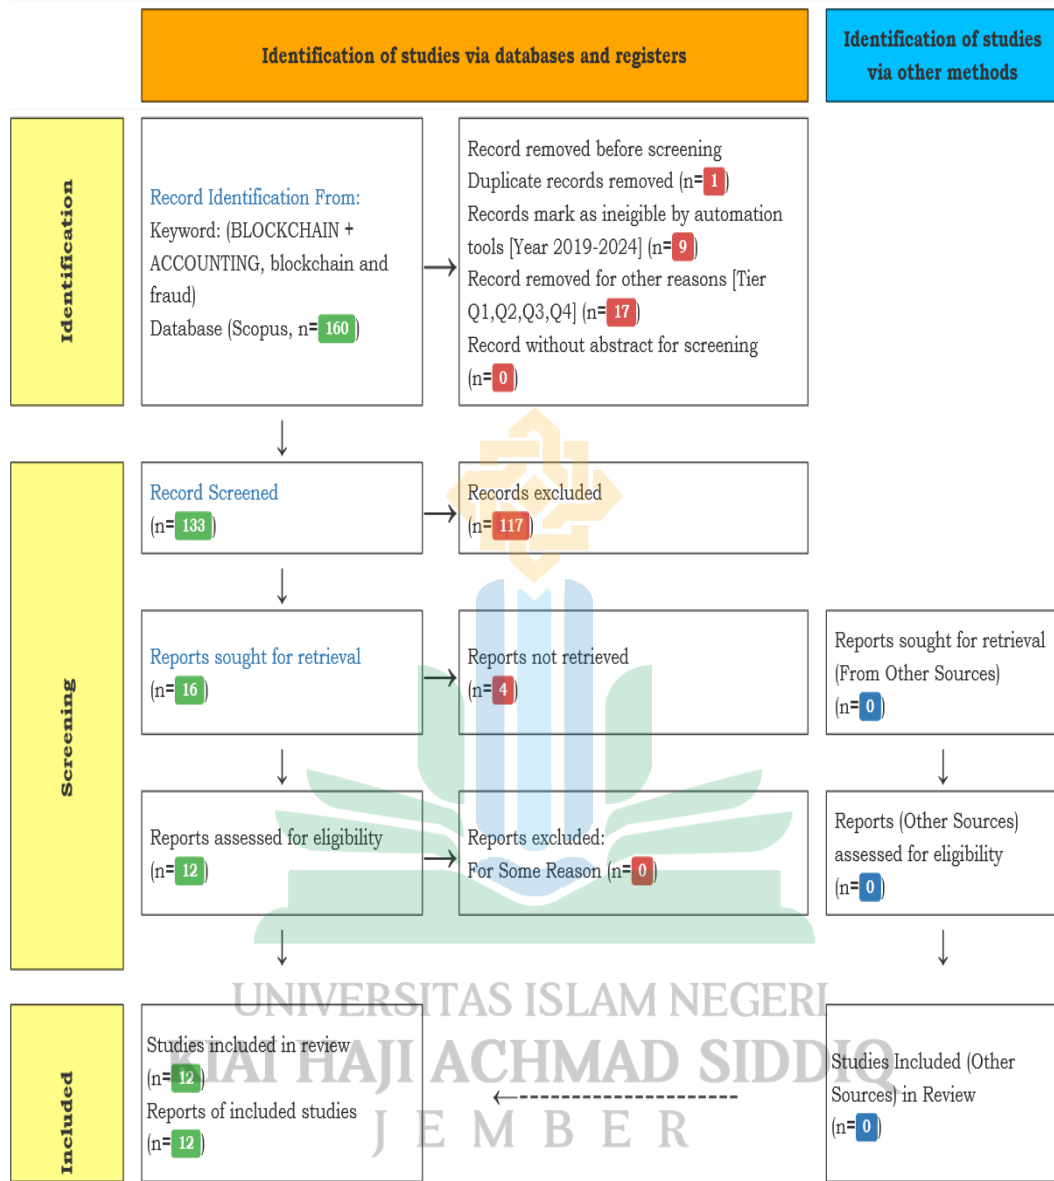 Identification of studies via databases and registers
Identification of studies
via other methods
Identification
Record Identification From:
Keyword: (BLOCKCHAIN +
ACCOUNTING, blockchain and
fraud)
Database (Scopus, n= 160)
Record removed before screening
Duplicate records removed (n= 1)
Records mark as ineigible by automation
tools [Year 2019-2024] (n= 9)
Record removed for other reasons [Tier
Q1,Q2,Q3,Q4] (n= 17)
Record without abstract for screening
(n= 0)
Screening
Record Screened
(n= 133)
Records excluded
(n= 117)
Reports sought for retrieval
(n= 16)
Reports not retrieved
(n= 4)
Reports sought for retrieval
(From Other Sources)
(n= 0)
Reports assessed for eligibility
(n= 12)
Reports excluded:
For Some Reason (n= 0)
Reports (Other Sources)
assessed for eligibility
(n= 0)
Included
Studies included in review
(n= 12)
Reports of included studies
(n= 12)
Studies Included (Other
Sources) in Review
(n= 0)
UNIVERSITAS ISLAM NEGERI
KIAI HAJI ACHMAD SIDDIQ
JEMBER